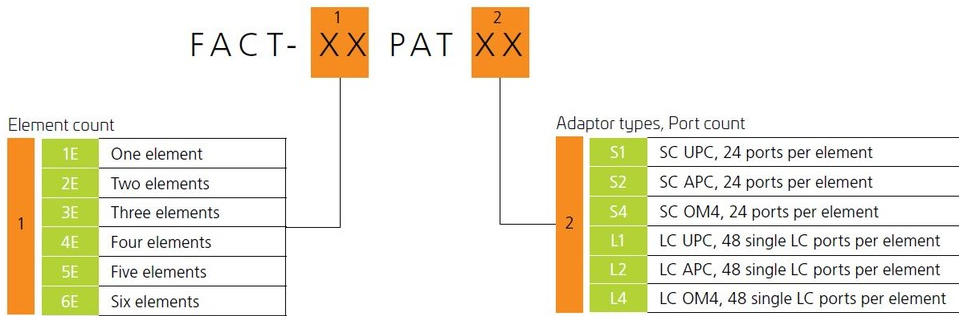 1 2
FACT- XX PAT XX
Element count
1
1E One element
2E Two elements
3E Three elements
4E Four elements
5E Five elements
6E Six elements
Adaptor types, Port count
2
S1 SC UPC, 24 ports per element
S2 SC APC, 24 ports per element
S4 SC OM4, 24 ports per element
L1 LC UPC, 48 single LC ports per element
L2 LC APC, 48 single LC ports per element
L4 LC OM4, 48 single LC ports per element